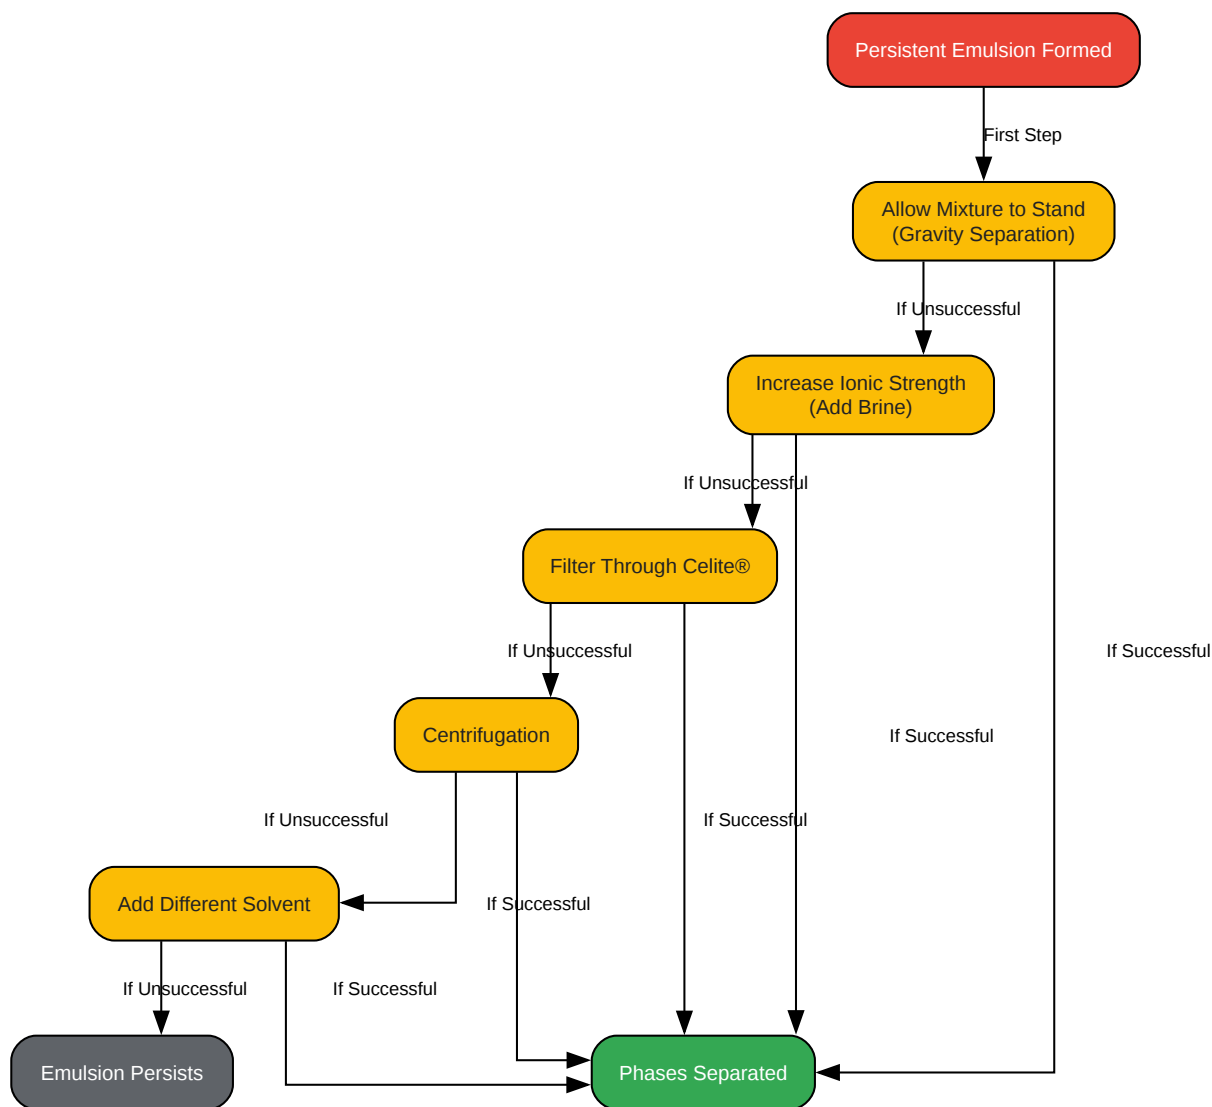 Persistent Emulsion Formed
First Step
Allow Mixture to Stand
(Gravity Separation)
If Unsuccessful
Increase Ionic Strength
(Add Brine)
If Unsuccessful
Filter Through Celite®
If Unsuccessful
If Successful
Centrifugation
If Successful
If Unsuccessful
If Successful
Add Different Solvent
If Successful
If Unsuccessful
If Successful
Emulsion Persists
Phases Separated